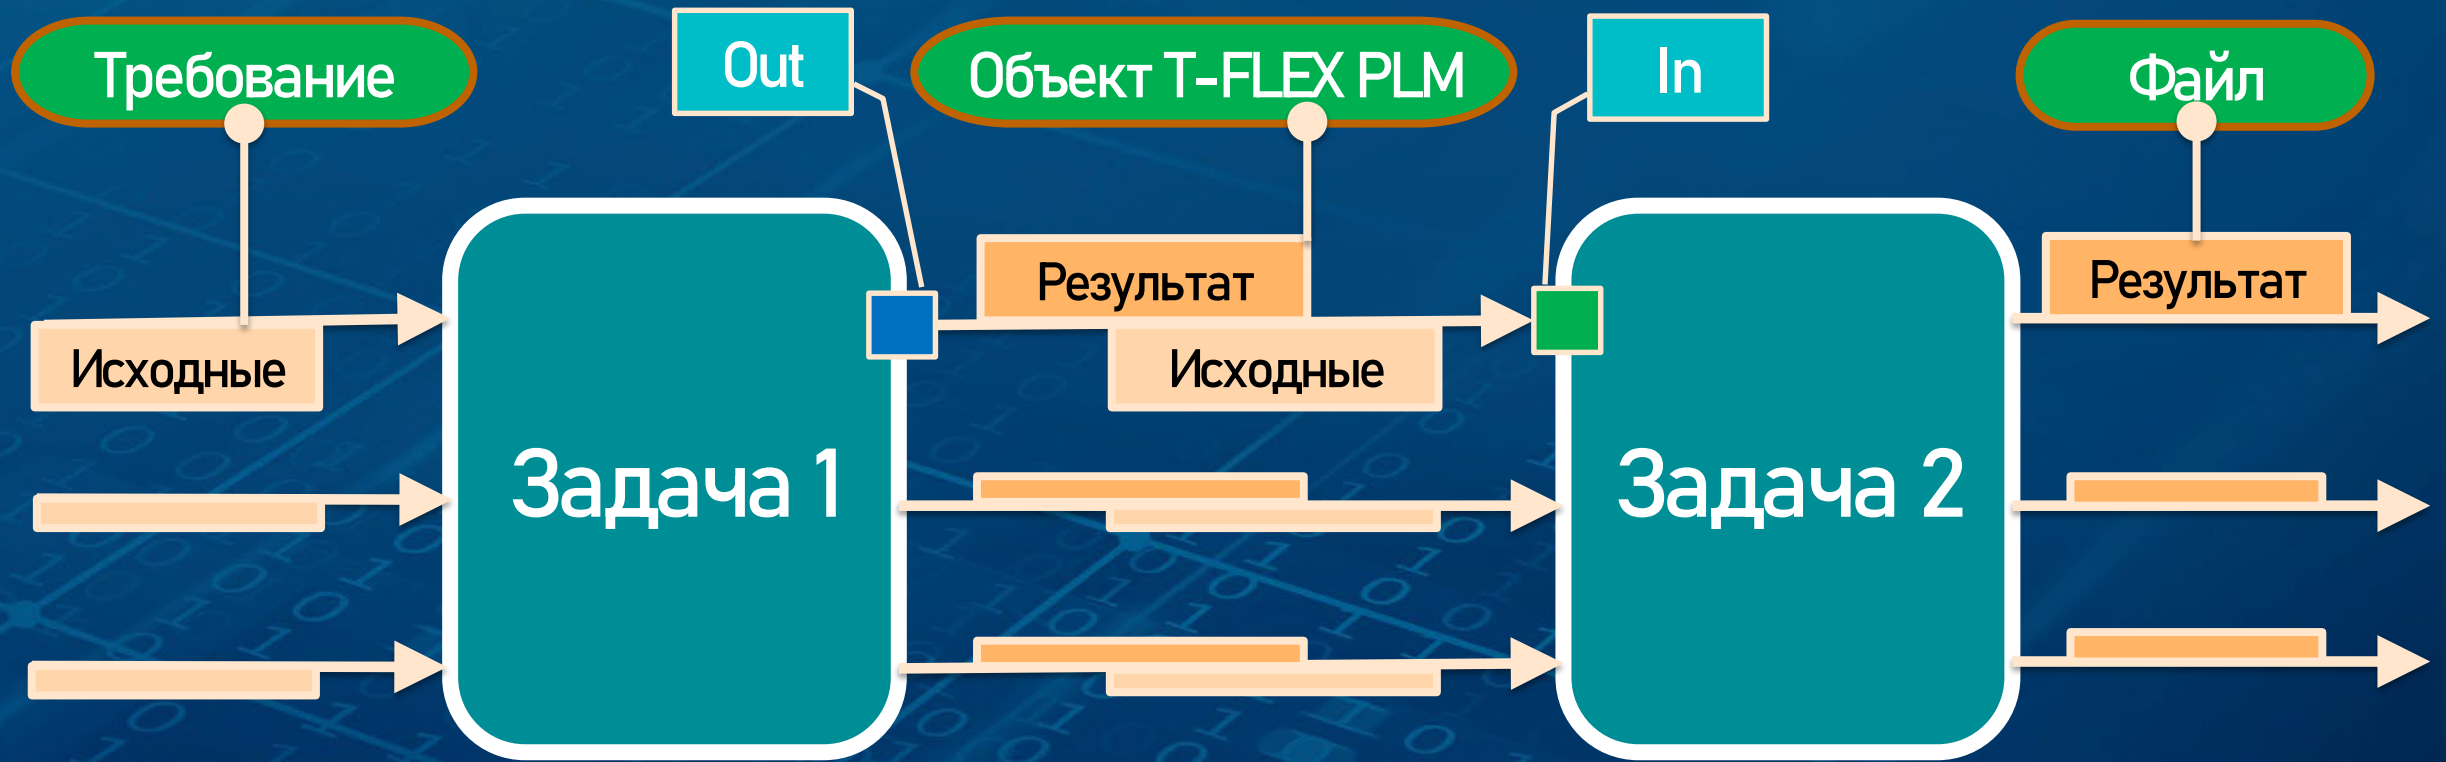 Требование
Out
Объект T-FLEX PLM
In
Файл
Результат
Результат
Исходные
Исходные
Задача 1
Задача 2